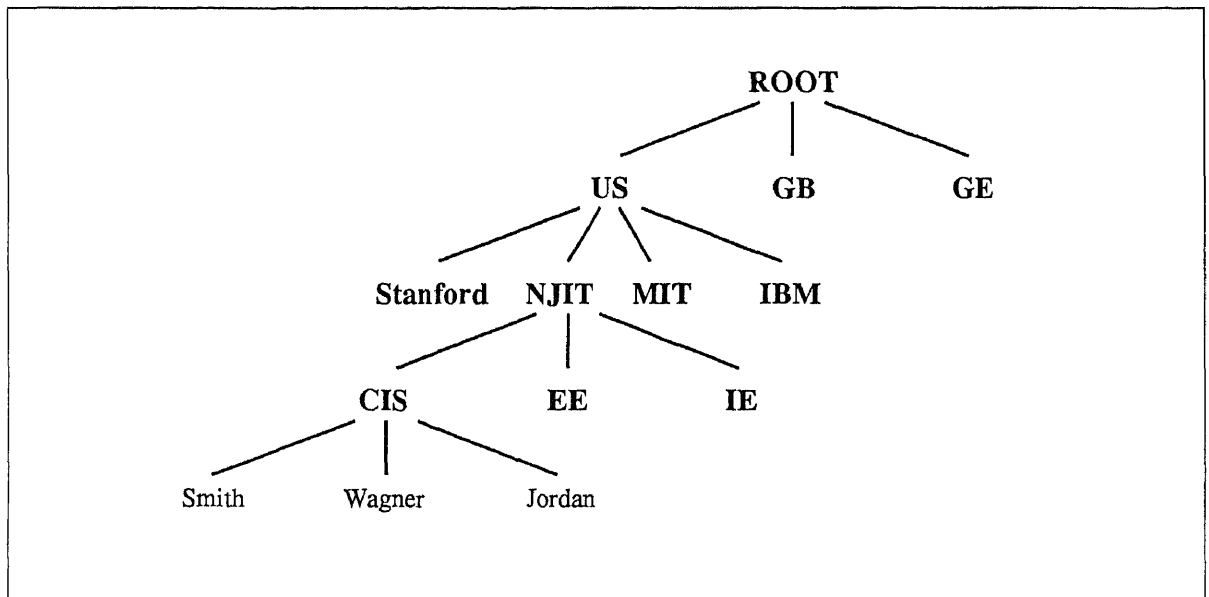 ROOT
US GB GE
Stanford NJIT MIT IBM
CIS EE IE
Smith Wagner Jordan